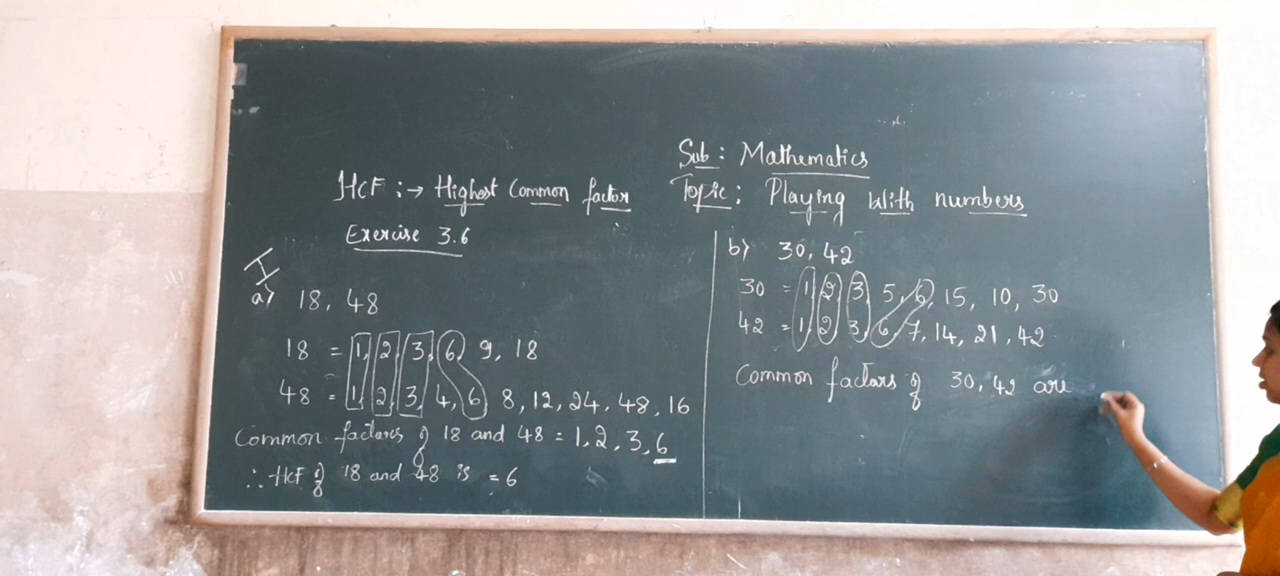 Sub : Mathematics
Topic : Playing With numbers
HCF :→ Highest Common factor
Exercise 3.6
I
a) 18, 48
18 = 1, 2, 3, 6, 9, 18
48 = 1, 2, 3, 4, 6, 8, 12, 24, 48, 16
Common factores of 18 and 48 = 1, 2, 3, 6
∴ HCF of 18 and 48 is = 6
b) 30, 42
30 = 1, 2, 3, 5, 6, 15, 10, 30
42 = 1, 2, 3, 6, 7, 14, 21, 42
Common factors of 30, 42 are